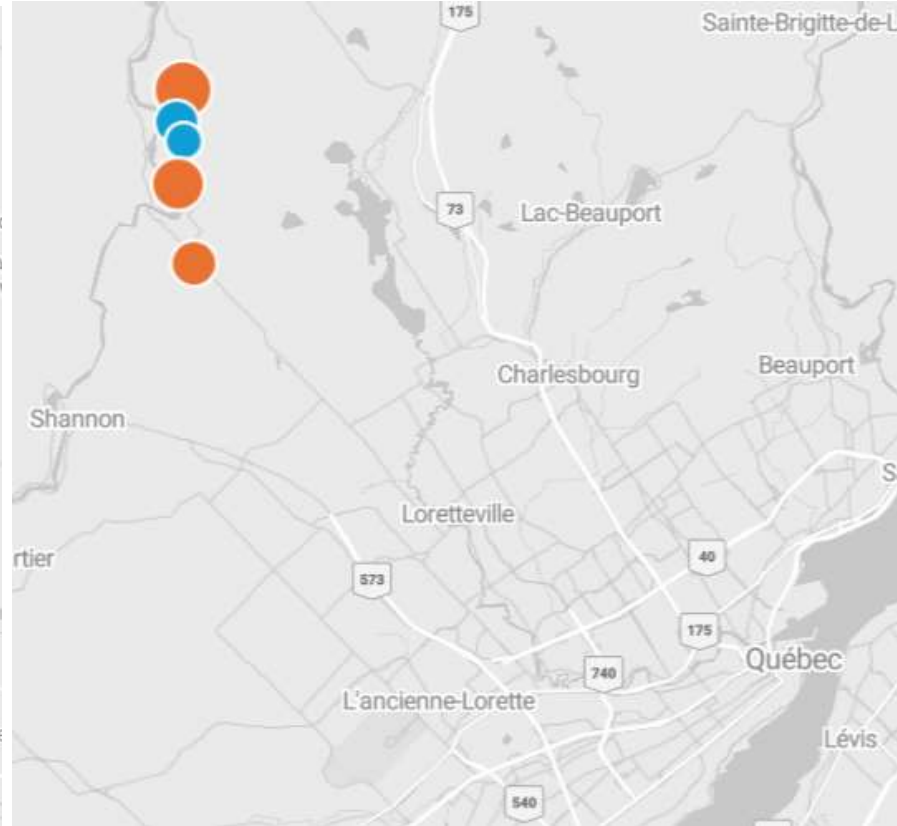 175
Sainte-Brigitte-de-L
73
Lac-Beauport
Charlesbourg
Beauport
Shannon
S
Loretteville
rtier
40
573
175
Québec
740
L'ancienne-Lorette
Lévis
540